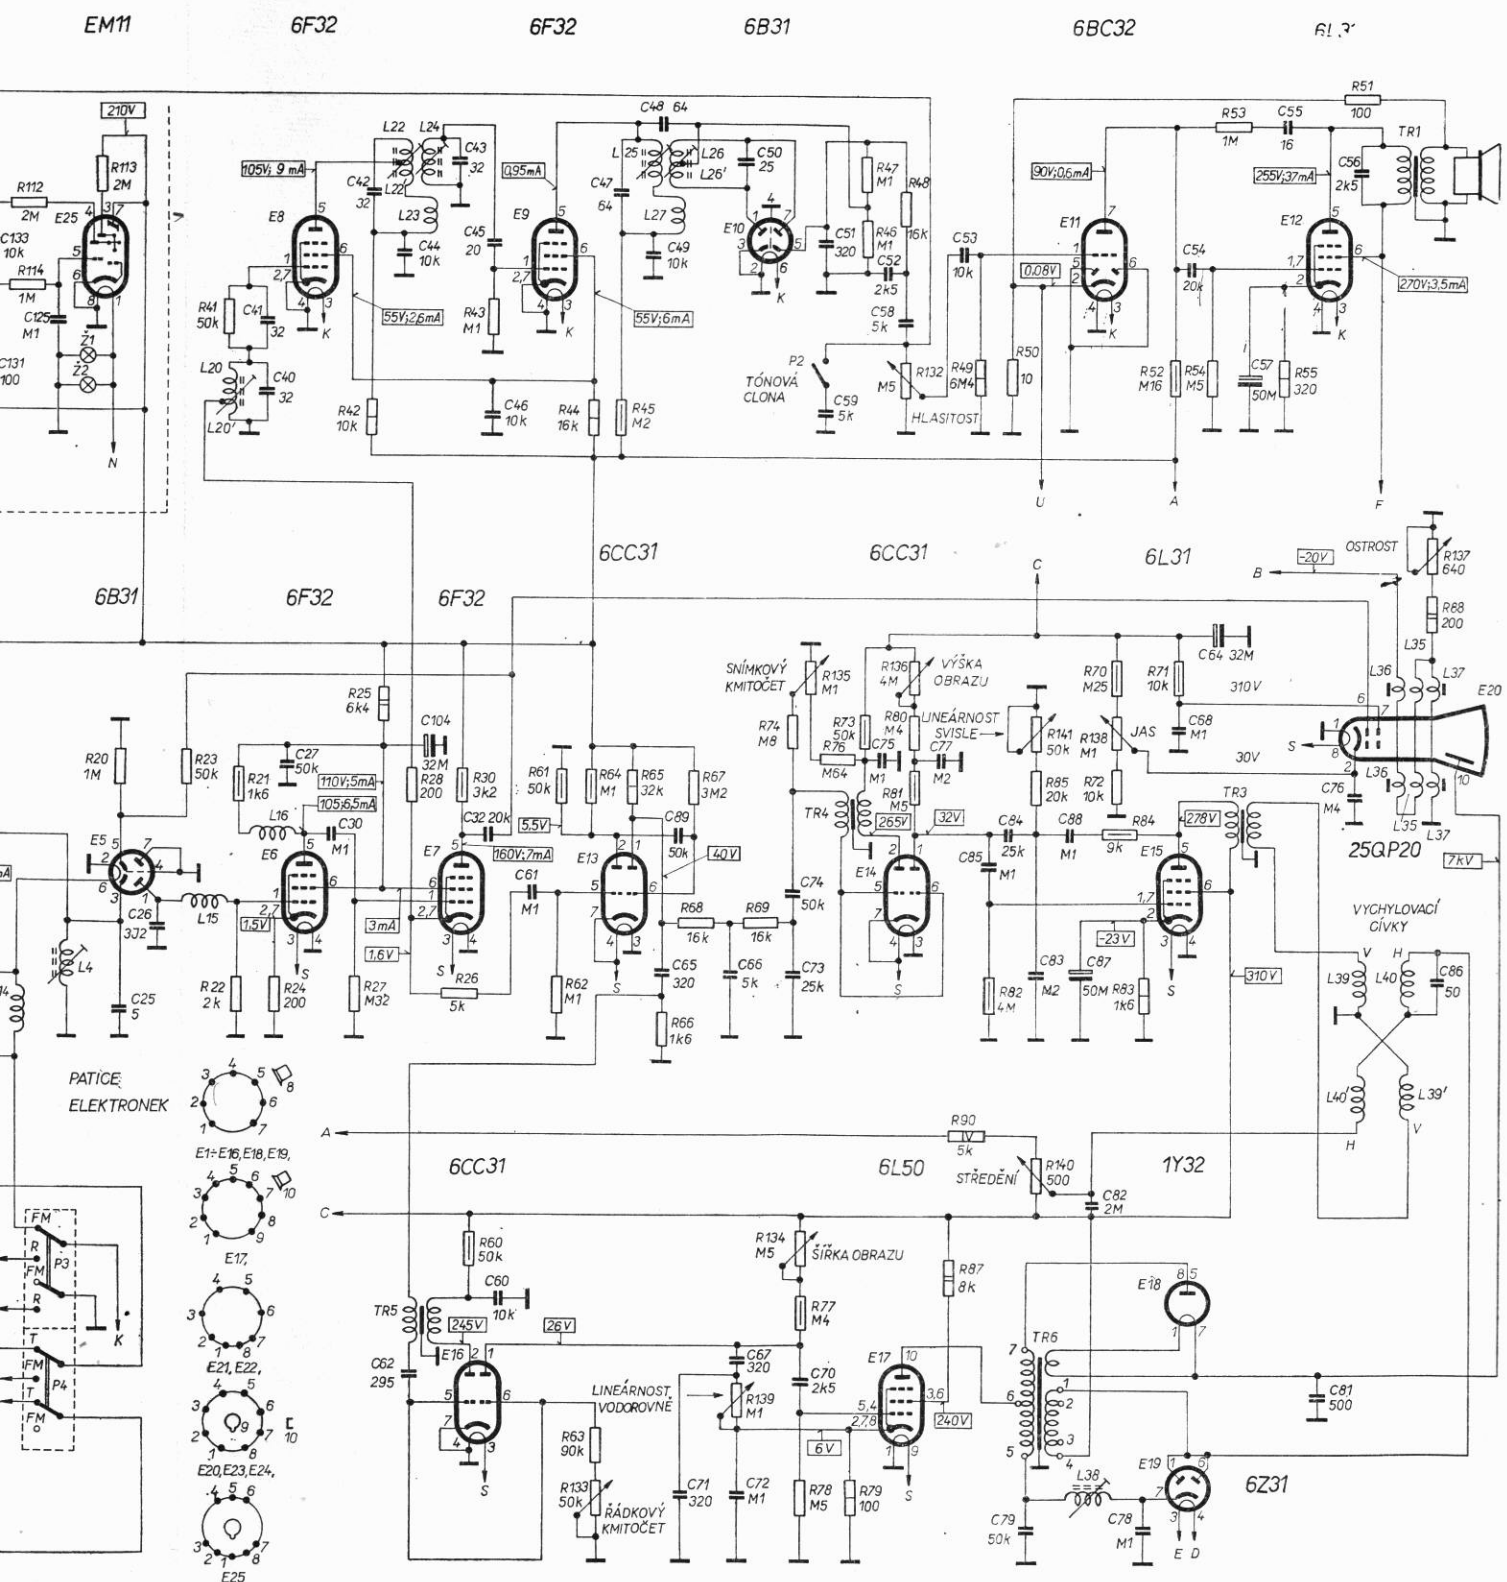 EM11
6F32
6F32
6B31
6BC32
6L31
210V
R113
2M
R112
2M
E25
C133
10k
R114
1M
C125
M1
Ž1
Ž2
C131
100
N
105V; 9 mA
E8
R41
50k
C41
32
L20
C40
32
L20'
L22
L24
C43
32
C42
32
L22
L23
C44
10k
K
55V;2,6mA
R42
10k
C45
20
R43
M1
C46
10k
0,95mA
E9
K
55V;6mA
R44
16k
R45
M2
C48 64
L 25
L26
L26'
C47
64
L27
C49
10k
C50
25
E10
K
C51
320
R47
M1
R46
M1
R48
16k
C52
2k5
C58
5k
P2
TÓNOVÁ
CLONA
C59
5k
R132
M5
HLASITOST
C53
10k
R49
6M4
R50
10
0,08V
90V;0,6mA
E11
K
U
R53
1M
C55
16
R51
100
TR1
C56
2k5
255V;37mA
E12
K
270V;3,5mA
C54
20k
R52
M16
R54
M5
C57
50M
R55
320
A
F
6B31
6F32
6F32
6CC31
6CC31
6L31
C
B
-20V
OSTROST
R137
640
R68
200
L35
L36
L37
E20
SNÍMKOVÝ
KMITOČET
R135
M1
R136
4M
VÝŠKA
OBRAZU
LINEÁRNOST
SVISLE
R74
M8
R73
50k
R76
M64
C75
M1
R80
M4
C77
M2
R81
M5
TR4
265V
32V
R141
50k
R85
20k
R70
M25
R71
10k
C64 32M
310V
R138
M1
JAS
C68
M1
30V
R72
10k
S
C76
M4
L36
L35
L37
25QP20
7kV
R20
1M
R23
50k
R25
6k4
C104
32M
C27
50k
R21
1k6
110V;5mA
105;6,5mA
L16
C30
M1
R28
200
R30
3k2
C32 20k
160V;7mA
R61
50k
R64
M1
R65
32k
R67
3M2
5,5V
C89
50k
40V
E5
E6
E7
E13
E14
E15
C61
M1
C26
3J2
L15
1,5V
3mA
1,6V
L4
C25
5
R22
2k
R24
200
R27
M32
S
S
R26
5k
R62
M1
S
R68
16k
R69
16k
C65
320
C66
5k
R66
1k6
C74
50k
C73
25k
S
C84
25k
C85
M1
C88
M1
R84
9k
278V
TR3
R82
4M
C83
M2
C87
50M
-23V
R83
1k6
S
310V
VYCHYLOVACÍ
CÍVKY
V
H
L39
L40
C86
50
L40'
L39'
H
V
PATICE
ELEKTRONEK
E1÷E16,E18,E19,
E17,
E21,E22,
E20,E23,E24,
E25
FM
R
FM
R
P3
T
FM
T
FM
P4
K
A
C
6CC31
6L50
1Y32
R90
5k
STŘEDĚNÍ
R140
500
C82
2M
R60
50k
C60
10k
TR5
245V
26V
E16
C62
295
S
R63
90k
R133
50k
ŘÁDKOVÝ
KMITOČET
R134
M5
ŠÍŘKA OBRAZU
R77
M4
C67
320
LINEÁRNOST
VODOROVNĚ
R139
M1
C70
2k5
C71
320
C72
M1
R78
M5
R79
100
6V
E17
S
R87
8k
240V
E18
TR6
C81
500
L38
E19
6Z31
C79
50k
C78
M1
E D